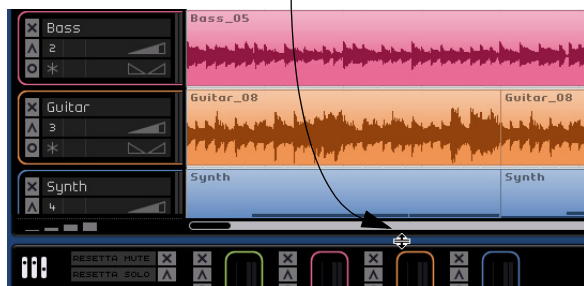 Bass
2
Bass_05
Guitar
3
Guitar_08
Guitar_08
Synth
4
Synth
Synth
RESETTA MUTE
RESETTA SOLO